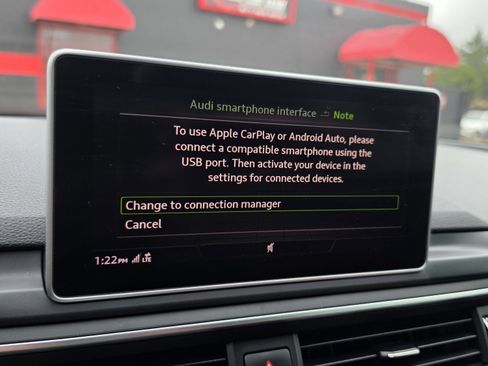 Audi smartphone interface Note
To use Apple CarPlay or Android Auto, please
connect a compatible smartphone using the
USB port. Then activate your device in the
settings for connected devices.
Change to connection manager
Cancel
1:22PM LTE